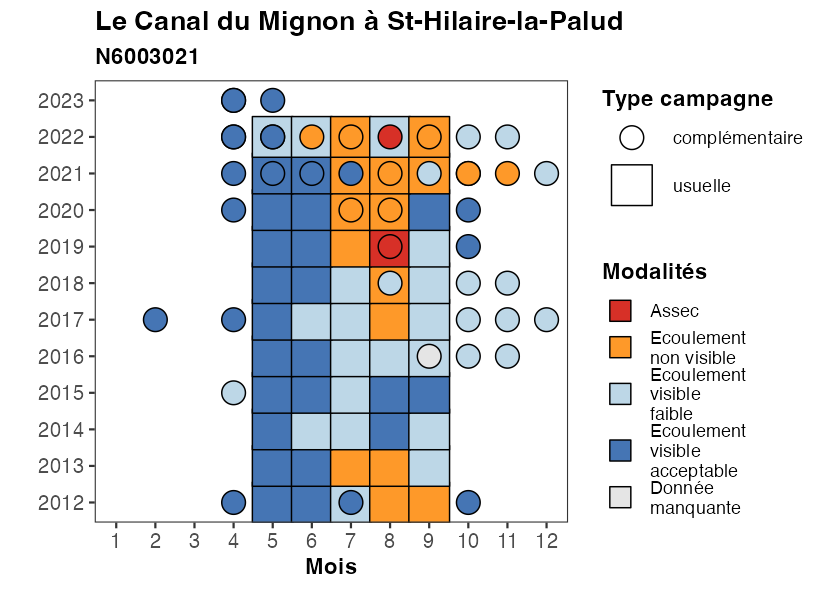 Le Canal du Mignon à St-Hilaire-la-Palud
N6003021
2023
2022
2021
2020
2019
2018
2017
2016
2015
2014
2013
2012
1 2 3 4 5 6 7 8 9 10 11 12
Mois
Type campagne
complémentaire
usuelle
Modalités
Assec
Ecoulement
non visible
Ecoulement
visible
faible
Ecoulement
visible
acceptable
Donnée
manquante